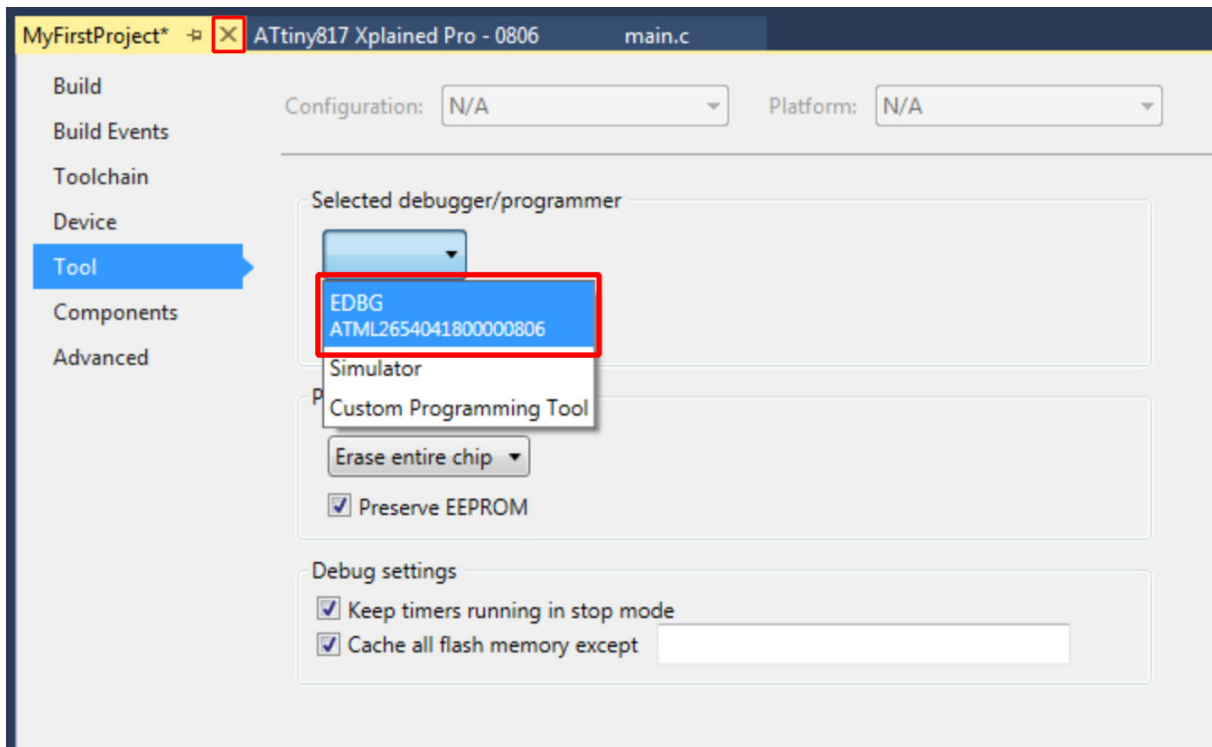 MyFirstProject* ATtiny817 Xplained Pro - 0806 main.c
Build
Configuration: N/A Platform: N/A
Build Events
Toolchain
Selected debugger/programmer
Device
Tool
EDBG
ATML2654041800000806
Components
Advanced
Simulator
P
Custom Programming Tool
Erase entire chip
Preserve EEPROM
Debug settings
Keep timers running in stop mode
Cache all flash memory except